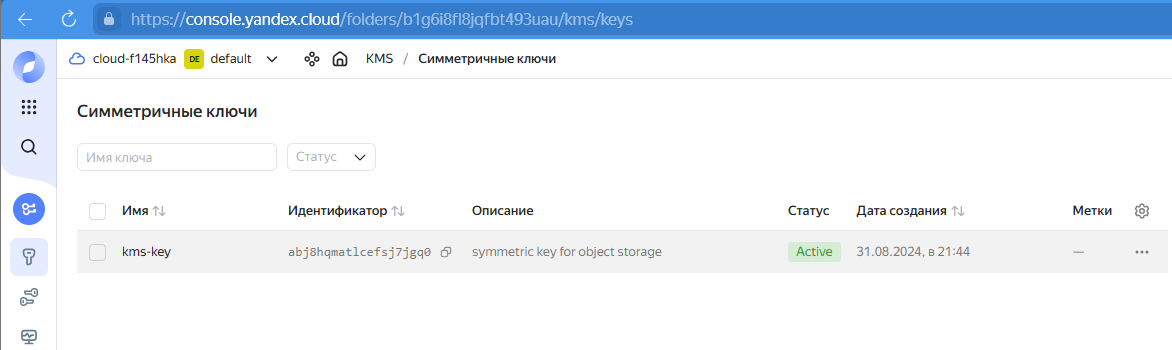 https://console.yandex.cloud/folders/b1g6i8fl8jqfbt493uau/kms/keys
cloud-f145hka DE default KMS / Симметричные ключи
Симметричные ключи
Имя ключа Статус
Имя Идентификатор Описание Статус Дата создания Метки
kms-key abj8hqmatlcefsj7jgq0 symmetric key for object storage Active 31.08.2024, в 21:44 —